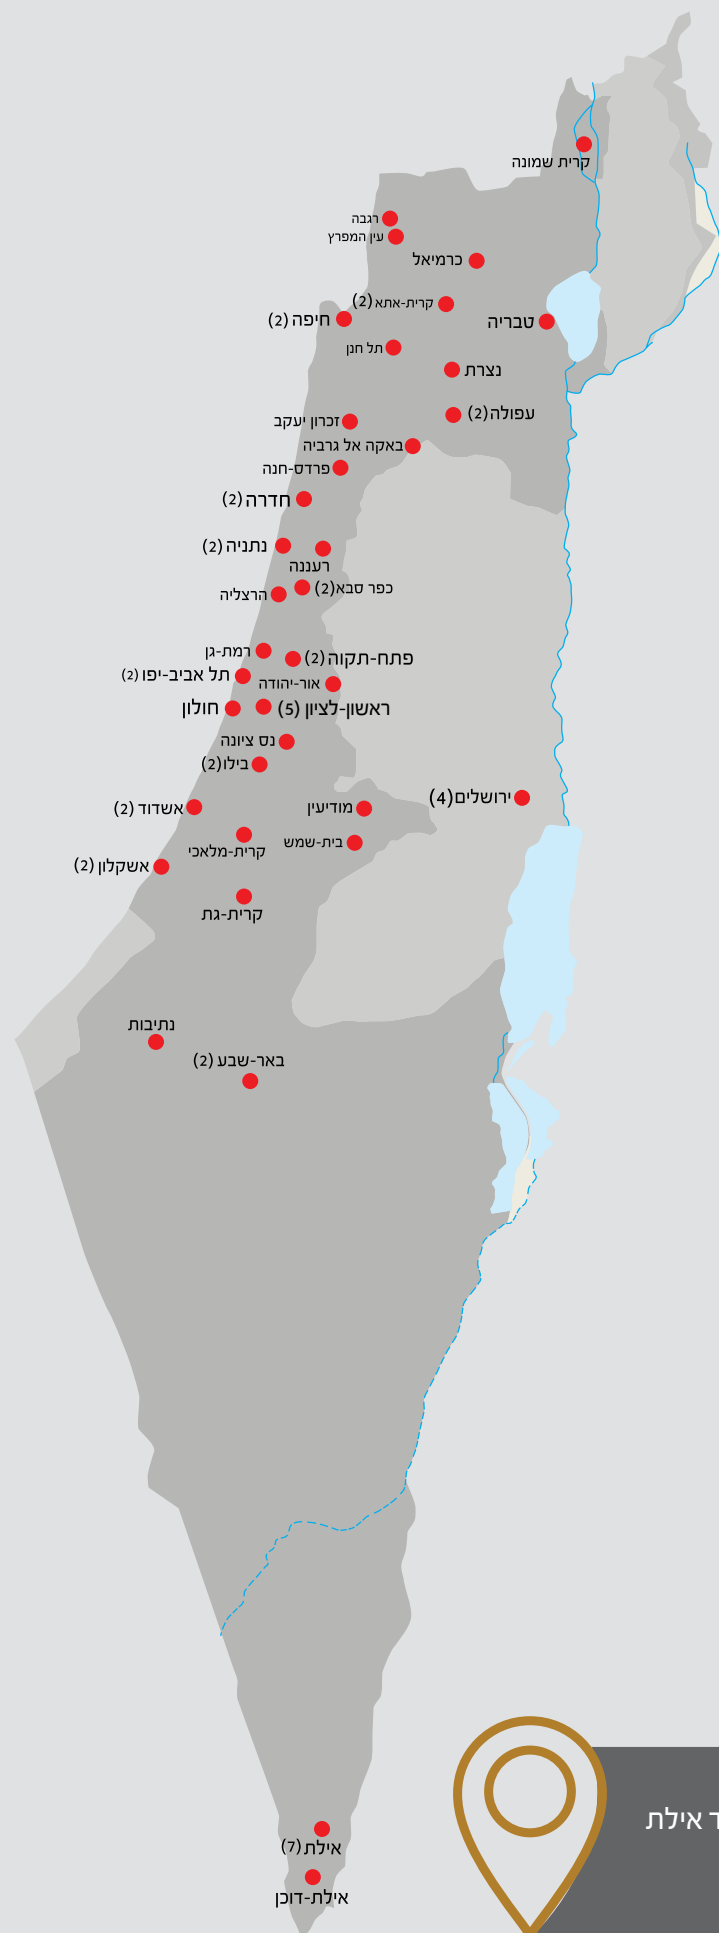 קרית שמונה
רגבה
עין המפרץ
כרמיאל
קרית-אתא (2)
חיפה (2)
טבריה
תל חנן
נצרת
עפולה (2)
זכרון יעקב
באקה אל גרביה
פרדס-חנה
חדרה (2)
נתניה (2)
רעננה
כפר סבא (2)
הרצליה
רמת-גן
פתח-תקוה (2)
תל אביב-יפו (2)
אור-יהודה
ראשון-לציון (5)
חולון
נס ציונה
בילו (2)
ירושלים (4)
מודיעין
אשדוד (2)
בית-שמש
קרית-מלאכי
אשקלון (2)
קרית-גת
נתיבות
באר-שבע (2)
ד אילת
אילת (7)
אילת-דוכן